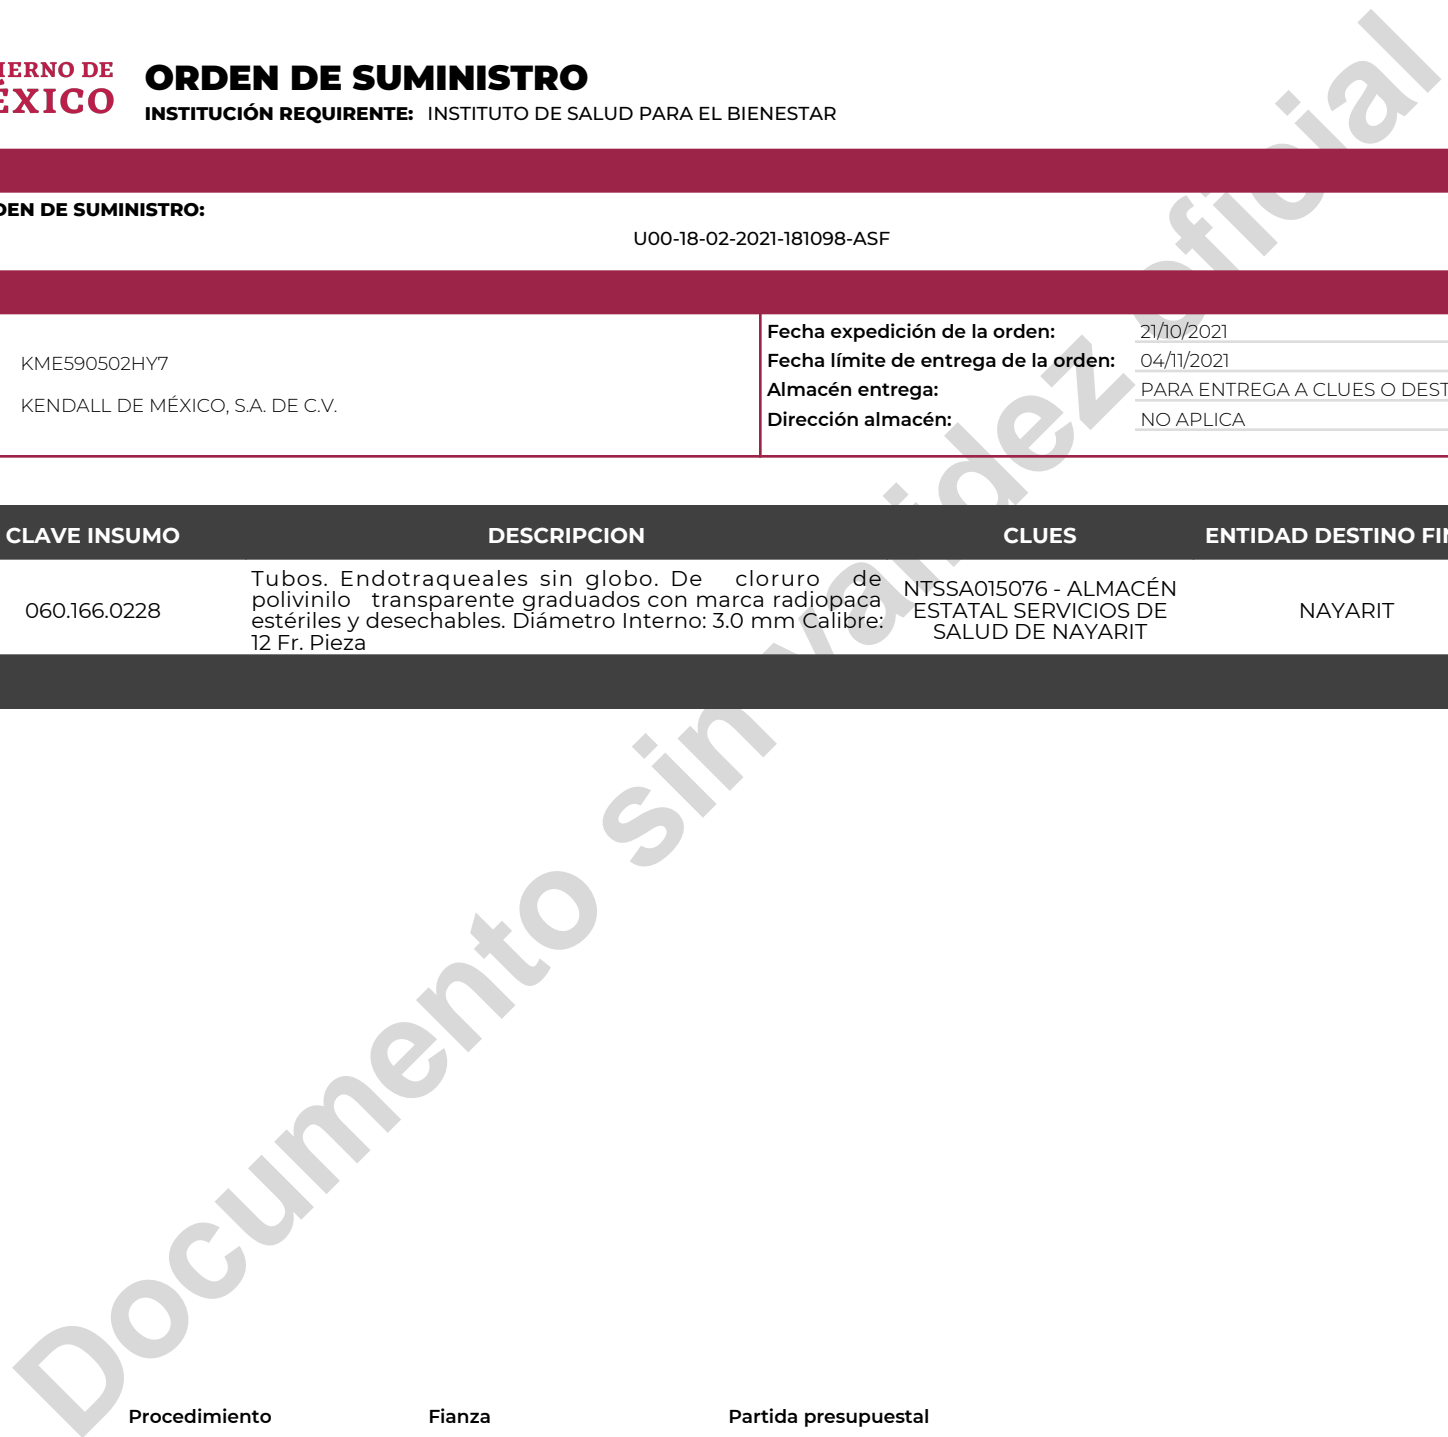 IERNO DE
ÉXICO
ORDEN DE SUMINISTRO
INSTITUCIÓN REQUIRENTE: INSTITUTO DE SALUD PARA EL BIENESTAR
DEN DE SUMINISTRO:
U00-18-02-2021-181098-ASF
KME590502HY7
KENDALL DE MÉXICO, S.A. DE C.V.
Fecha expedición de la orden: 21/10/2021
Fecha límite de entrega de la orden: 04/11/2021
Almacén entrega: PARA ENTREGA A CLUES O DEST
Dirección almacén: NO APLICA
CLAVE INSUMO DESCRIPCION CLUES ENTIDAD DESTINO FIN
060.166.0228
Tubos. Endotraqueales sin globo. De cloruro de
polivinilo transparente graduados con marca radiopaca
estériles y desechables. Diámetro Interno: 3.0 mm Calibre:
12 Fr. Pieza
NTSSA015076 - ALMACÉN
ESTATAL SERVICIOS DE
SALUD DE NAYARIT
NAYARIT
Documento sin validez oficial
Procedimiento Fianza Partida presupuestal